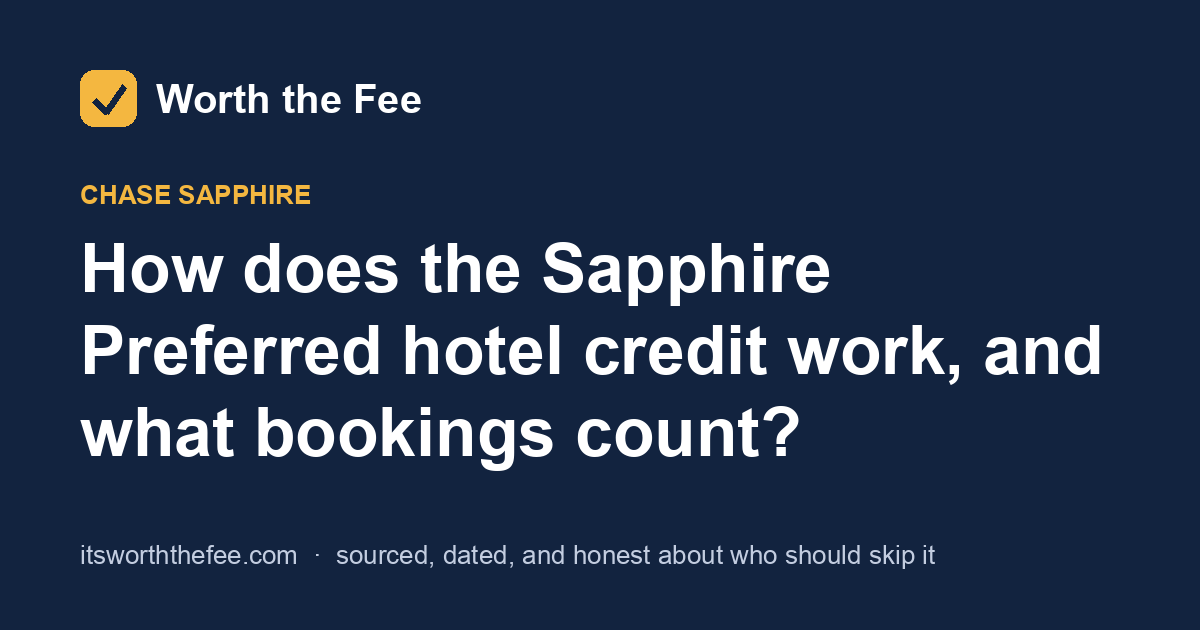 Worth the Fee
CHASE SAPPHIRE
How does the Sapphire
Preferred hotel credit work, and
what bookings count?
itsworththefee.com · sourced, dated, and honest about who should skip it